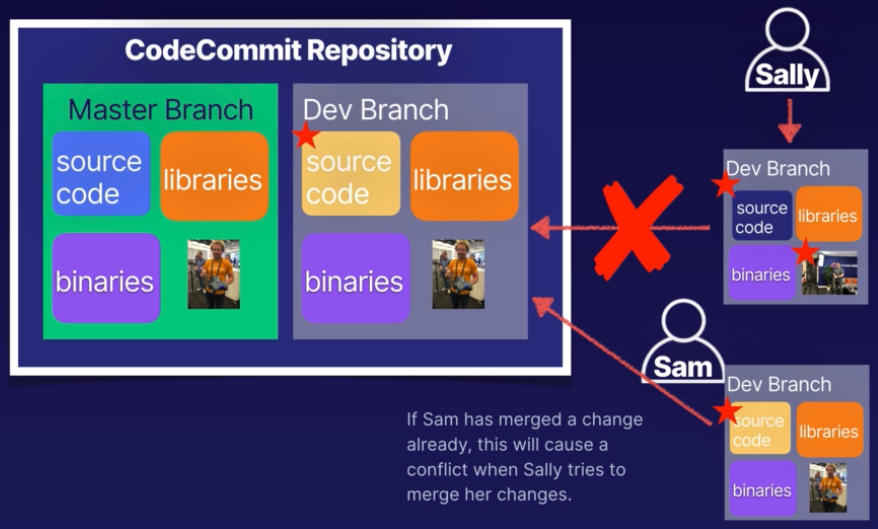 CodeCommit Repository
Master Branch
source
code
libraries
binaries
Dev Branch
source
code
libraries
binaries
Sally
Dev Branch
source
code
libraries
binaries
Sam
Dev Branch
source
code
libraries
binaries
If Sam has merged a change
already, this will cause a
conflict when Sally tries to
merge her changes.